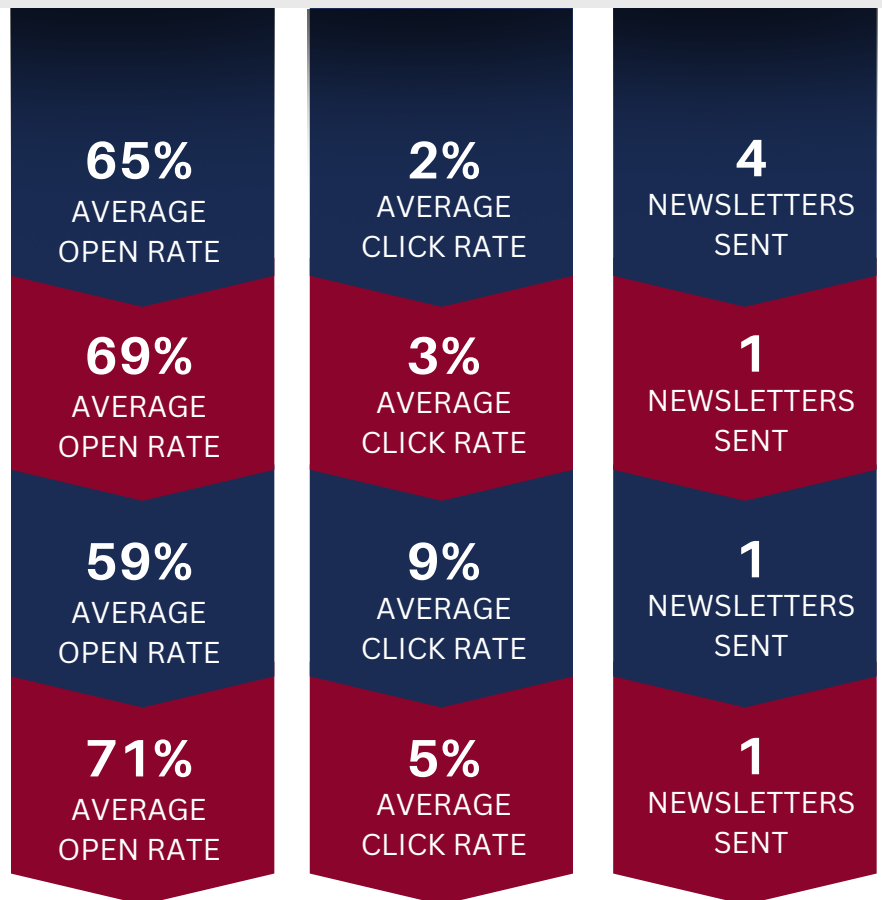 65%
AVERAGE
OPEN RATE
2%
AVERAGE
CLICK RATE
4
NEWSLETTERS
SENT
69%
AVERAGE
OPEN RATE
3%
AVERAGE
CLICK RATE
1
NEWSLETTERS
SENT
59%
AVERAGE
OPEN RATE
9%
AVERAGE
CLICK RATE
1
NEWSLETTERS
SENT
71%
AVERAGE
OPEN RATE
5%
AVERAGE
CLICK RATE
1
NEWSLETTERS
SENT